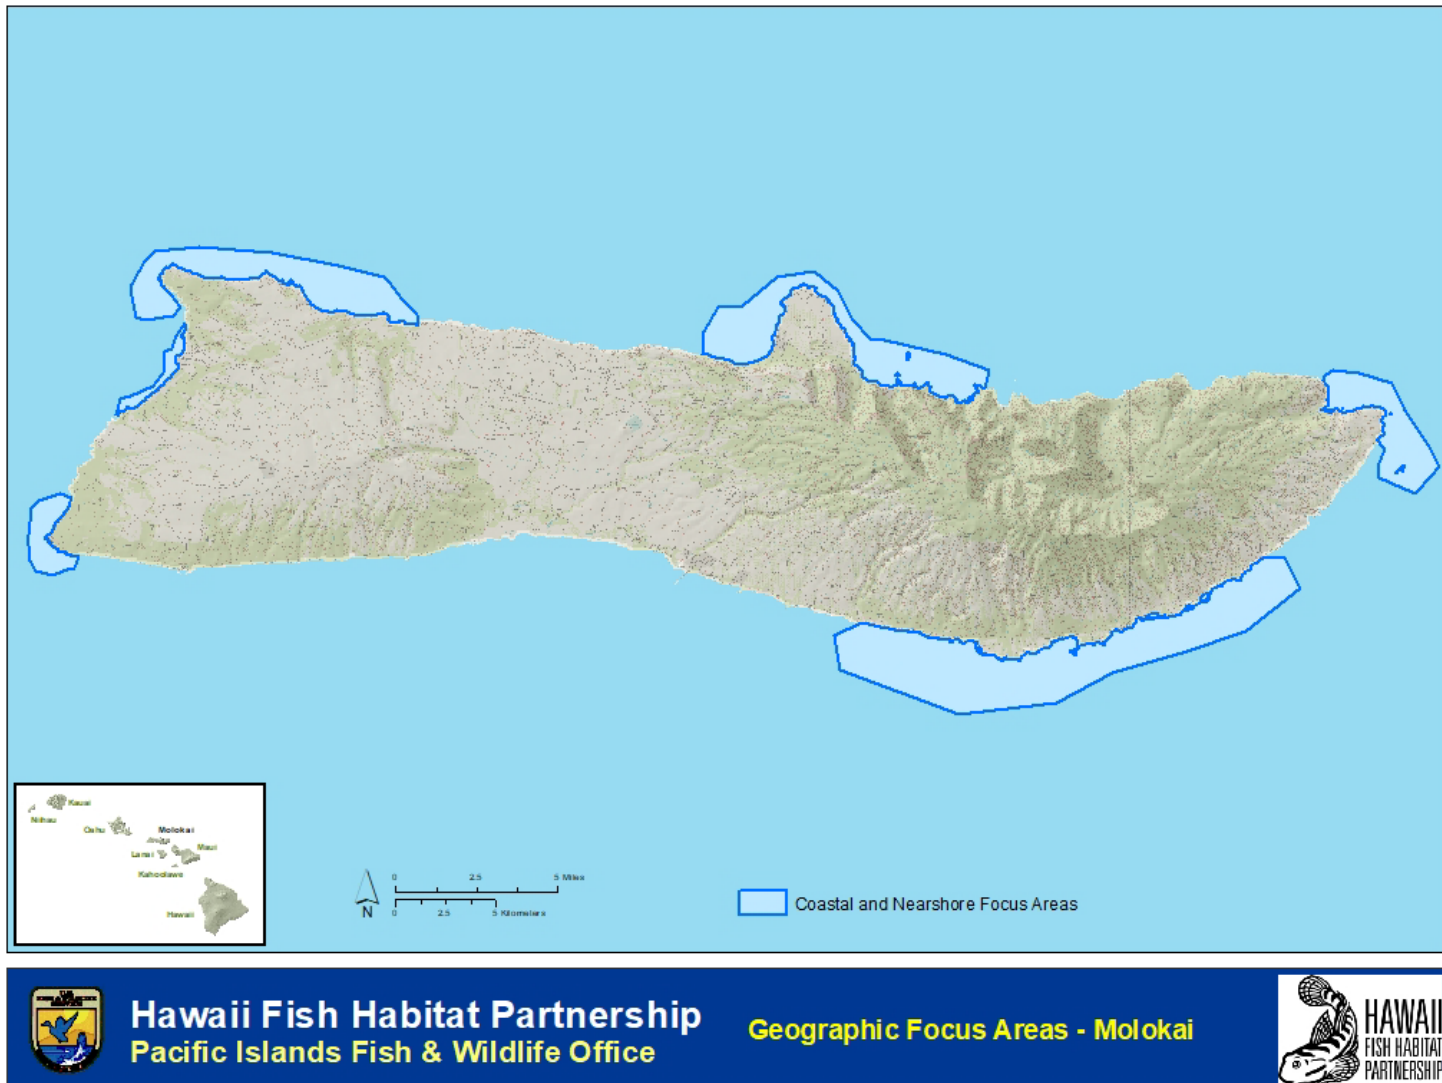 Kauai
Niihau
Oahu
Molokai
Lanai
Maui
Kahoolawe
Hawaii
N
0 2.5 5 Miles
0 2.5 5 Kilometers
Coastal and Nearshore Focus Areas
Hawaii Fish Habitat Partnership
Pacific Islands Fish & Wildlife Office
Geographic Focus Areas - Molokai
HAWAII
FISH HABITAT
PARTNERSHIP